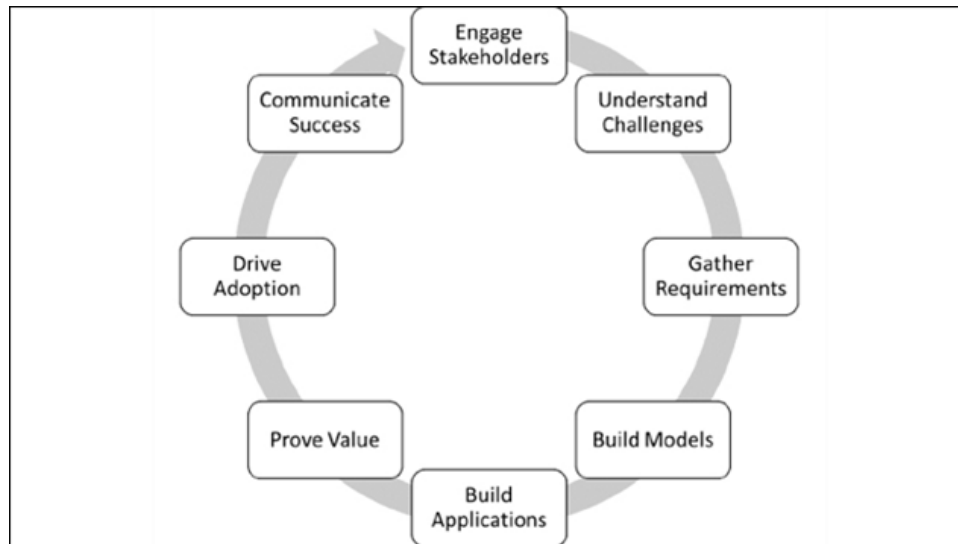 Engage
Stakeholders
Understand
Challenges
Gather
Requirements
Build Models
Build
Applications
Prove Value
Drive
Adoption
Communicate
Success